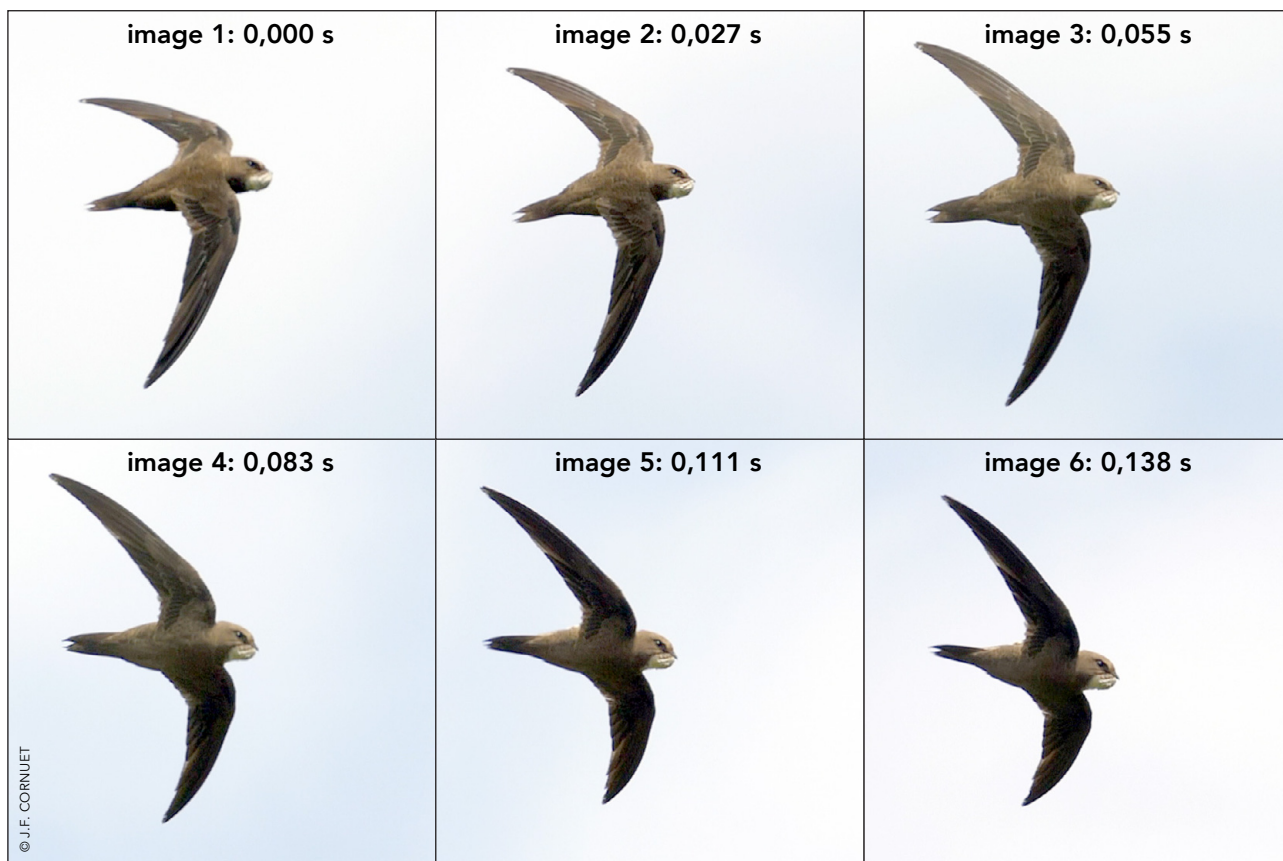 image 1: 0,000 s
image 2: 0,027 s
image 3: 0,055 s
image 4: 0,083 s
image 5: 0,111 s
image 6: 0,138 s
© J.F. CORNUET